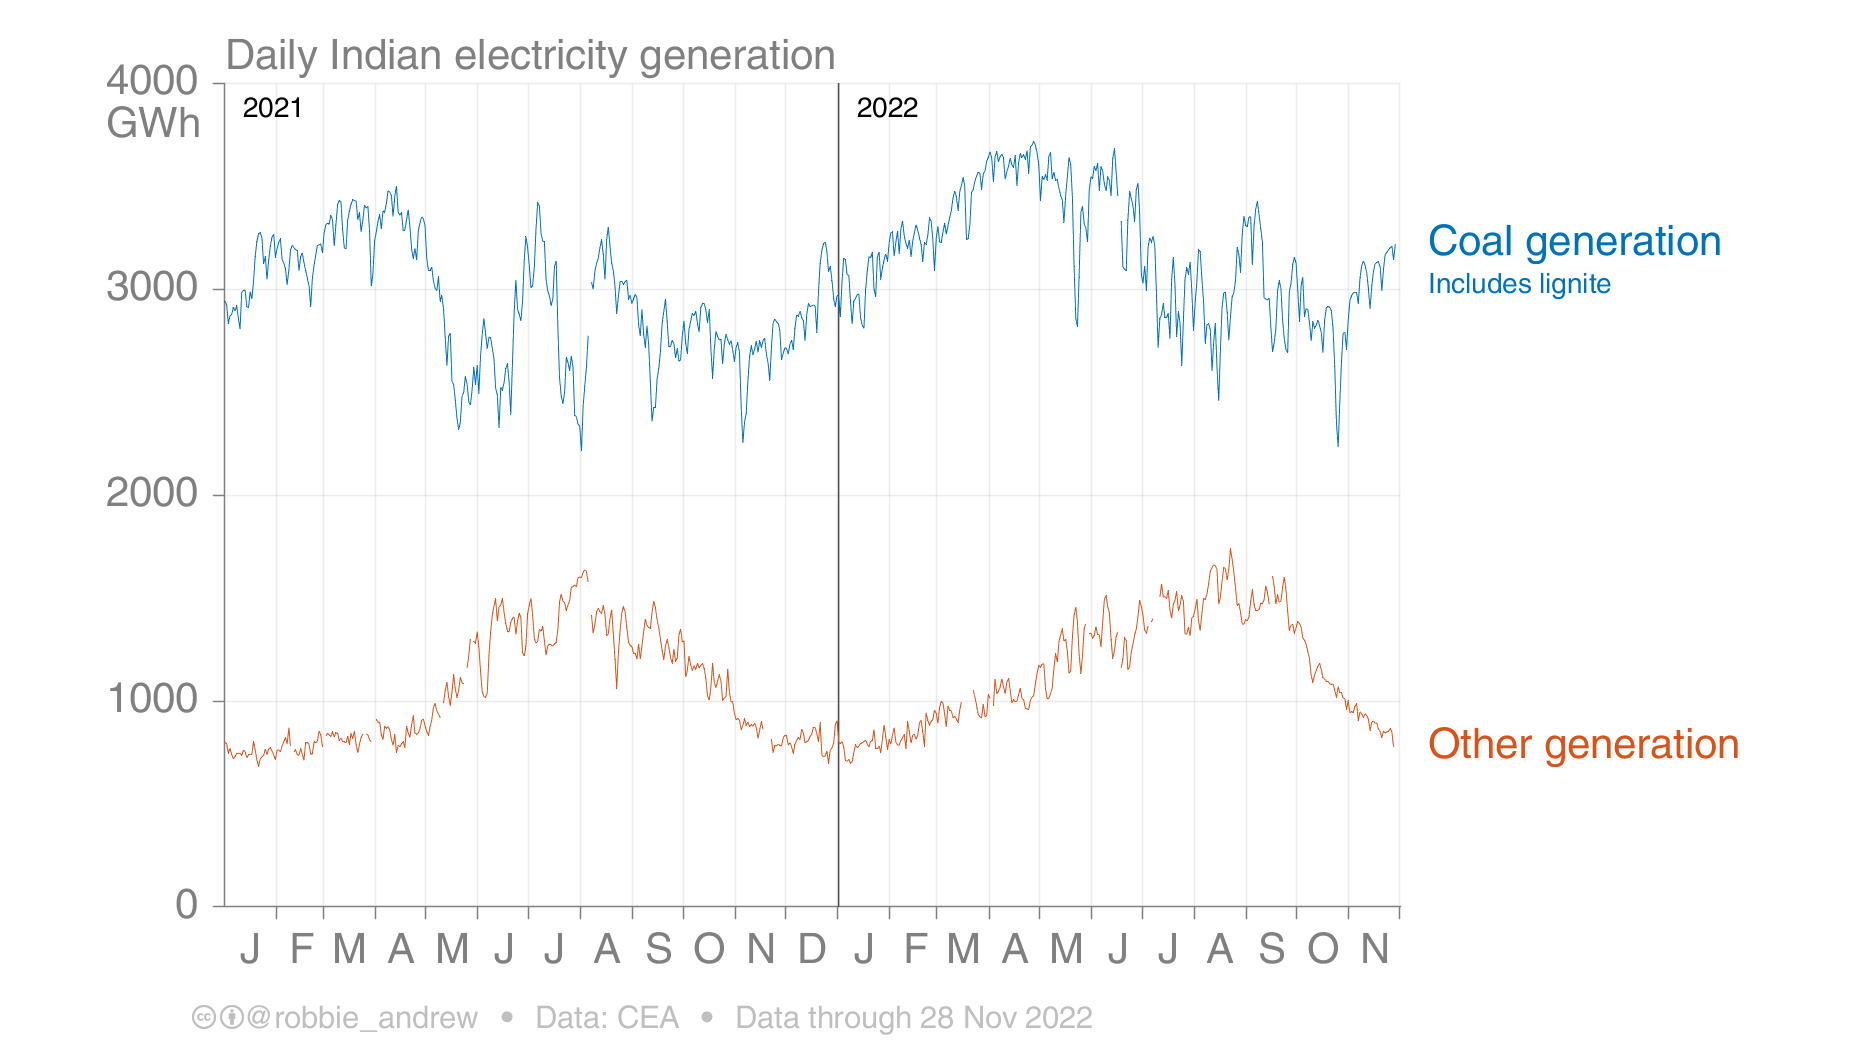 Daily Indian electricity generation
4000
GWh
2021
2022
3000
2000
1000
0
Coal generation
Includes lignite
Other generation
J F M A M J J A S O N D J F M A M J J A S O N
cc @robbie_andrew • Data: CEA • Data through 28 Nov 2022